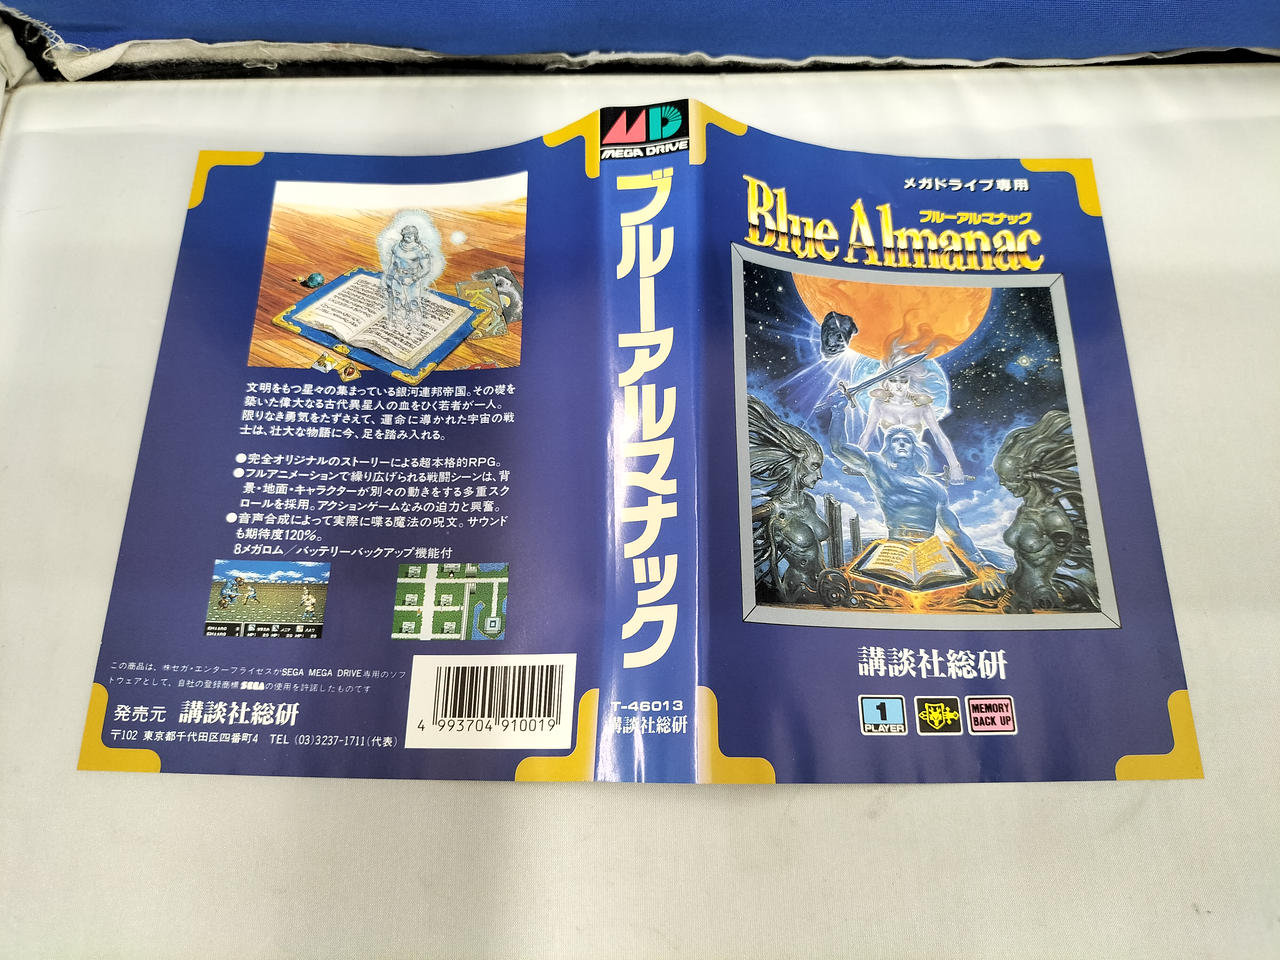 文明をもつ星々の集まっている銀河連邦帝国。その礎を
築いた偉大なる古代異星人の血をひく若者が一人。
限りなき勇気をたずさえて、運命に導かれた宇宙の戦
士は、壮大な物語に今、足を踏み入れる。
●完全オリジナルのストーリーによる超本格的RPG。
●フルアニメーションで繰り広げられる戦闘シーンは、背
景・地面・キャラクターが別々の動きをする多重スク
ロールを採用。アクションゲームなみの迫力と興奮。
●音声合成によって実際に喋る魔法の呪文。サウンド
も期待度120%。
8メガロム/バッテリーバックアップ機能付
この商品は、㈱セガ・エンタープライゼスがSEGA MEGA DRIVE専用のソフ
トウェアとして、自社の登録商標SEGAの使用を許諾したものです
発売元 講談社総研
〒102 東京都千代田区四番町4 TEL (03)3237-1711(代表)
4 993704 910019
MD
MEGA DRIVE
ブルーアルマナック
T-46013
講談社総研
メガドライブ専用
ブルーアルマナック
Blue Almanac
講談社総研
1
PLAYER
MEMORY
BACK UP